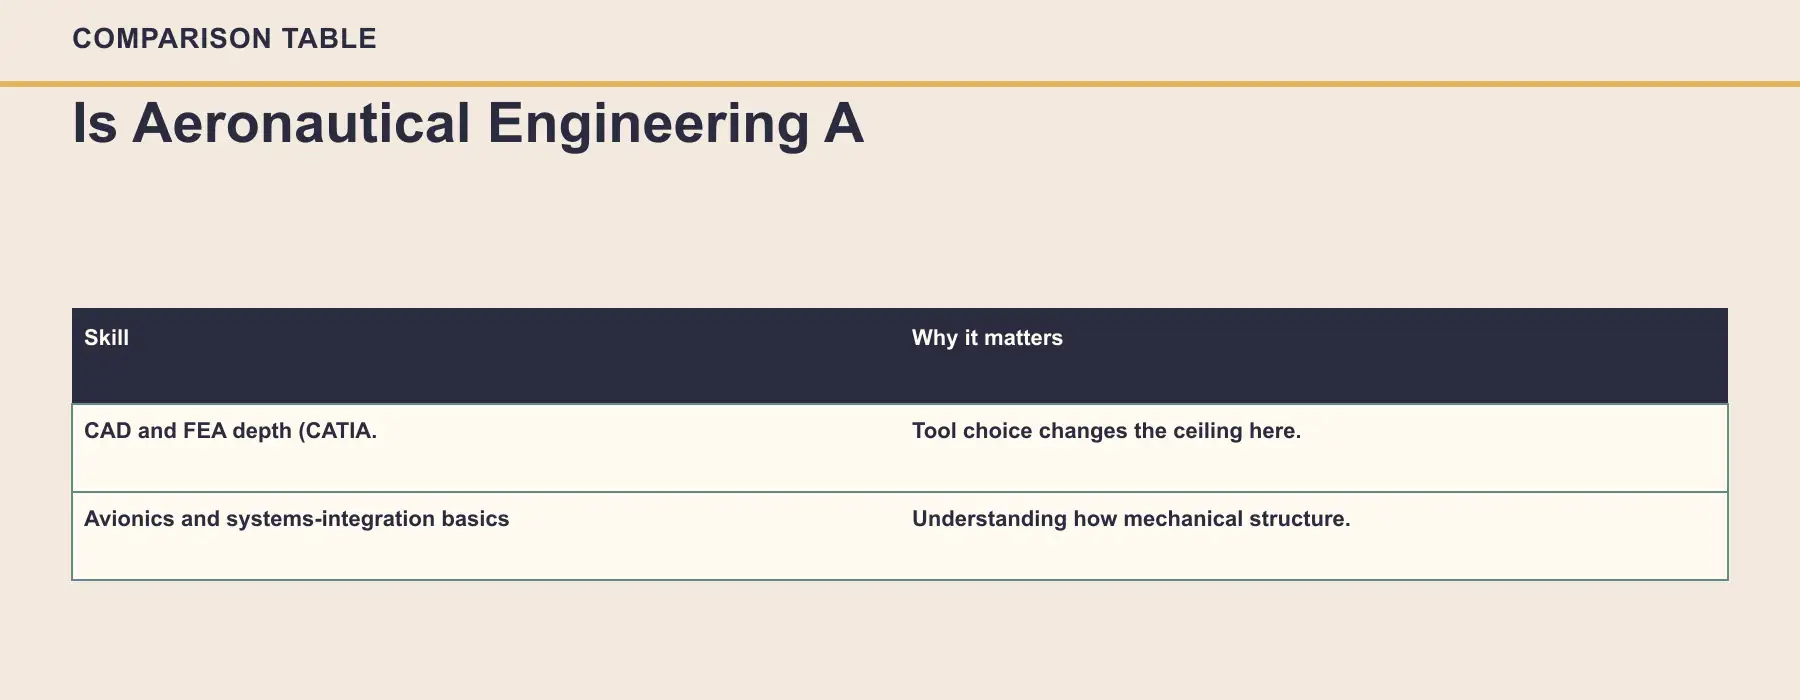 COMPARISON TABLE
Is Aeronautical Engineering A
Skill Why it matters
CAD and FEA depth (CATIA. Tool choice changes the ceiling here.
Avionics and systems-integration basics Understanding how mechanical structure.